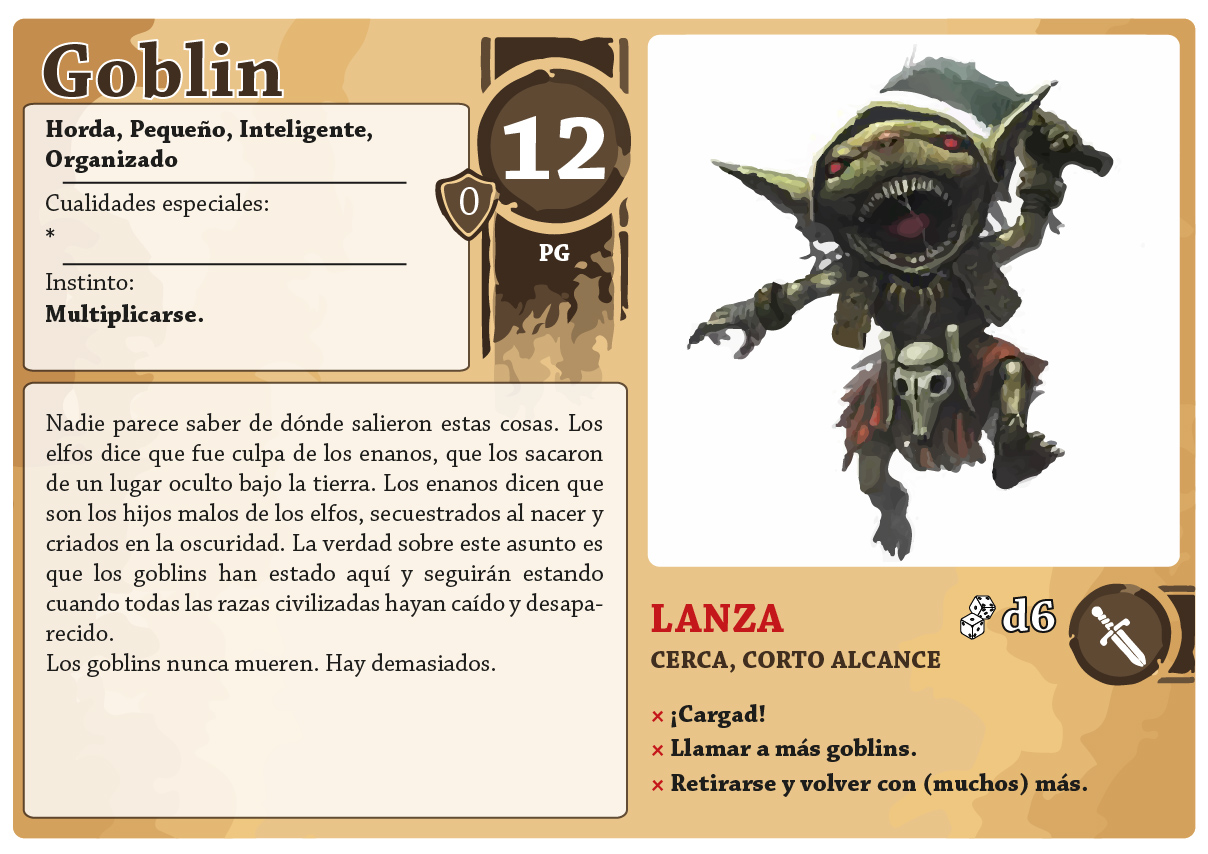 Goblin
Horda, Pequeño, Inteligente,
Organizado
Cualidades especiales:
*
Instinto:
Multiplicarse.
0
12
PG
Nadie parece saber de dónde salieron estas cosas. Los
elfos dice que fue culpa de los enanos, que los sacaron
de un lugar oculto bajo la tierra. Los enanos dicen que
son los hijos malos de los elfos, secuestrados al nacer y
criados en la oscuridad. La verdad sobre este asunto es
que los goblins han estado aquí y seguirán estando
cuando todas las razas civilizadas hayan caído y desapa-
recido.
Los goblins nunca mueren. Hay demasiados.
LANZA
d6
CERCA, CORTO ALCANCE
× ¡Cargad!
× Llamar a más goblins.
× Retirarse y volver con (muchos) más.